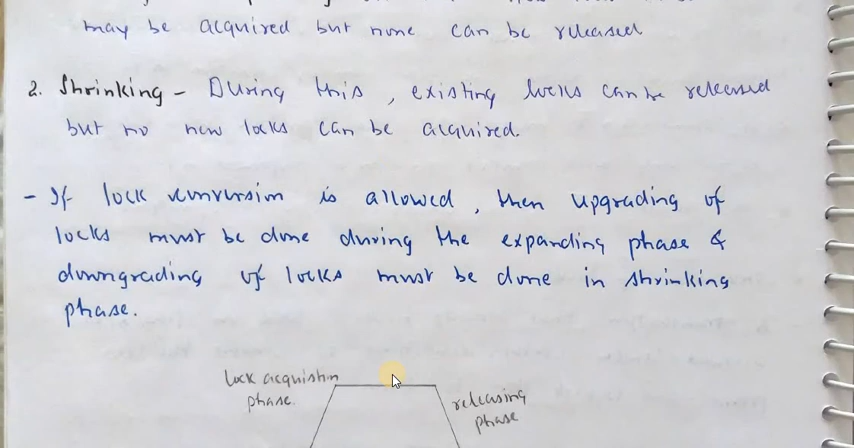 may be acquired but none can be released
2. Shrinking - During this, existing locks can be released
but no new locks can be acquired.
- If lock conversion is allowed, then upgrading of
locks must be done during the expanding phase &
downgrading of locks must be done in shrinking
phase.
lock acquistin
phase.
releasing
phase